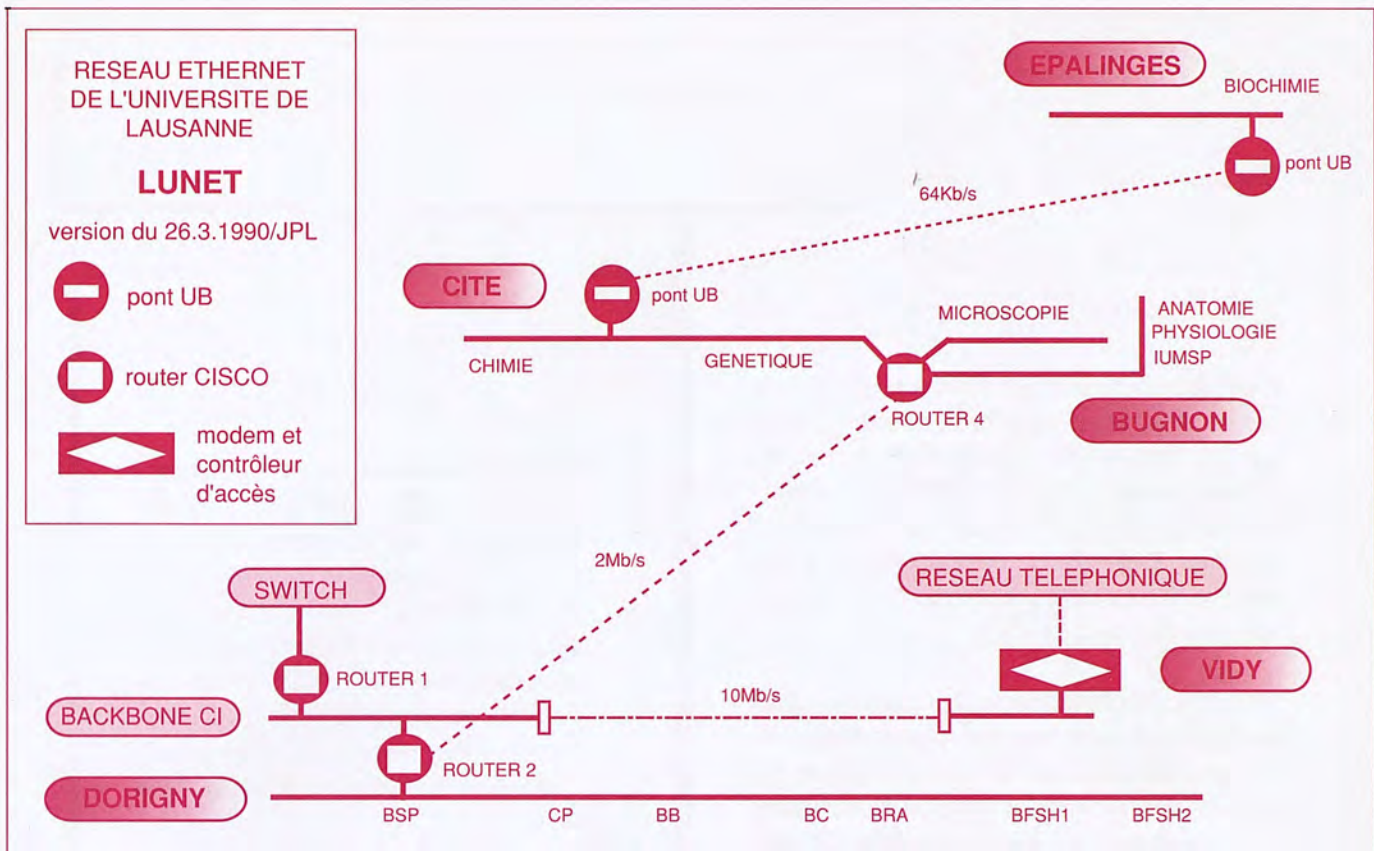 RESEAU ETHERNET
DE L'UNIVERSITE DE
LAUSANNE
LUNET
version du 26.3.1990/JPL
pont UB
router CISCO
modem et
contrôleur
d'accès
EPALINGES
BIOCHIMIE
pont UB
64Kb/s
CITE
pont UB
MICROSCOPIE
ANATOMIE
PHYSIOLOGIE
IUMSP
CHIMIE
GENETIQUE
ROUTER 4
BUGNON
2Mb/s
SWITCH
RESEAU TELEPHONIQUE
ROUTER 1
VIDY
BACKBONE CI
10Mb/s
ROUTER 2
DORIGNY
BSP
CP
BB
BC
BRA
BFSH1
BFSH2